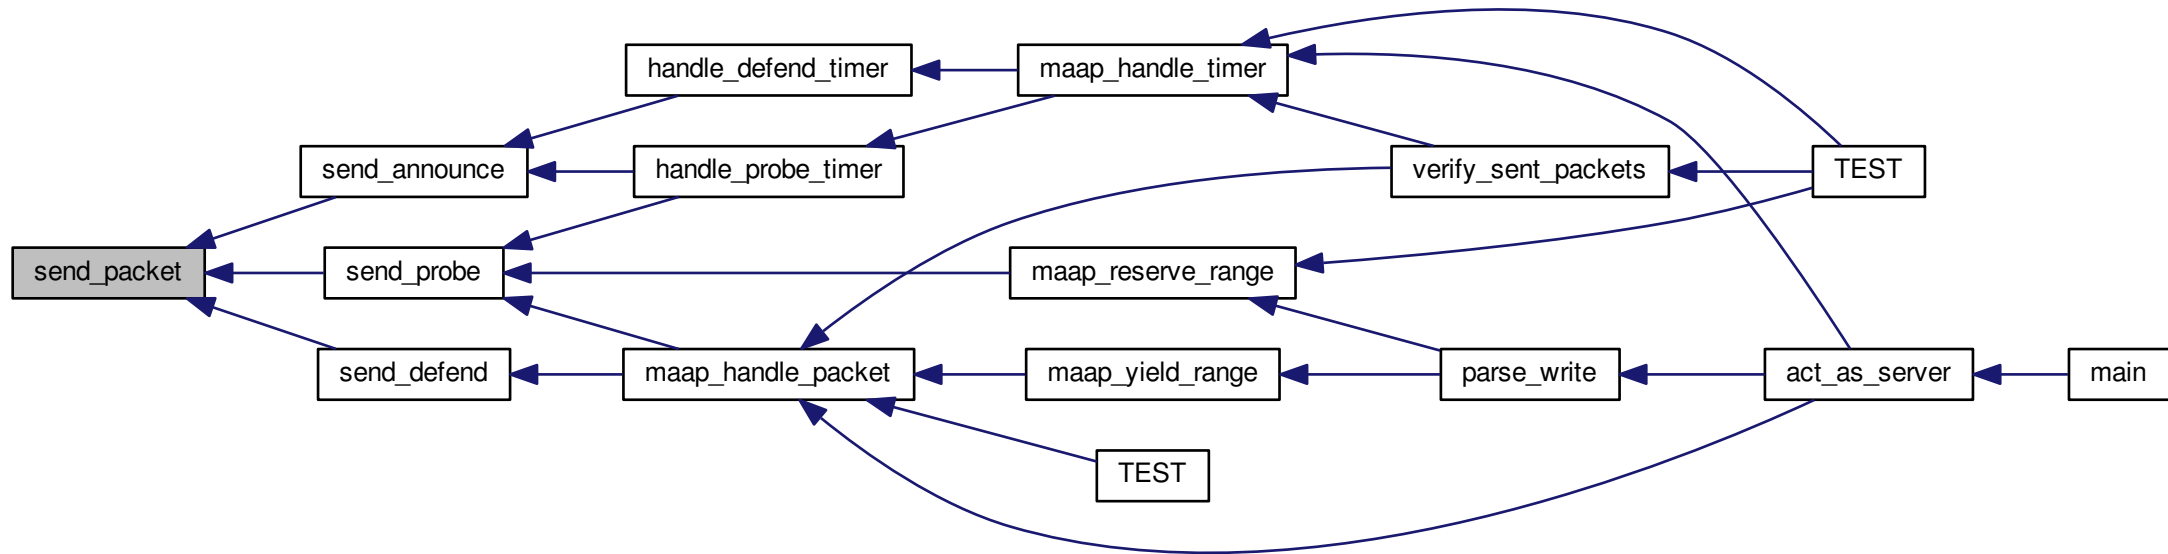 handle_defend_timer
maap_handle_timer
send_announce
handle_probe_timer
verify_sent_packets
TEST
send_packet
send_probe
maap_reserve_range
send_defend
maap_handle_packet
maap_yield_range
parse_write
act_as_server
main
TEST